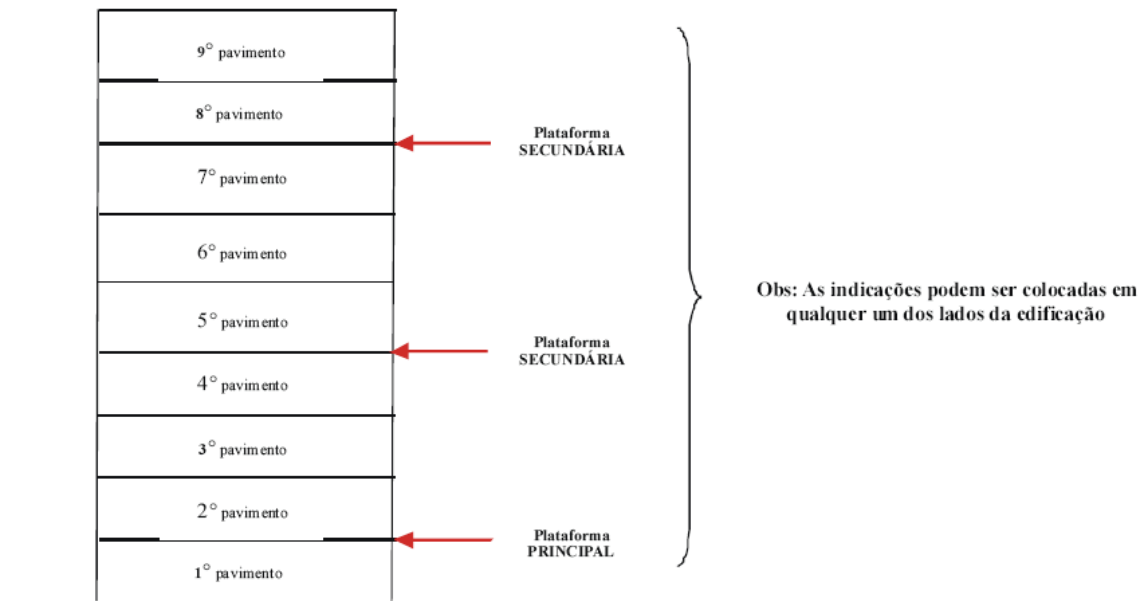 9° pavimento
8° pavimento
Plataforma
SECUNDÁRIA
7° pavimento
6° pavimento
Obs: As indicações podem ser colocadas em
qualquer um dos lados da edificação
5° pavimento
Plataforma
SECUNDÁRIA
4° pavimento
3° pavimento
2° pavimento
Plataforma
PRINCIPAL
1° pavimento